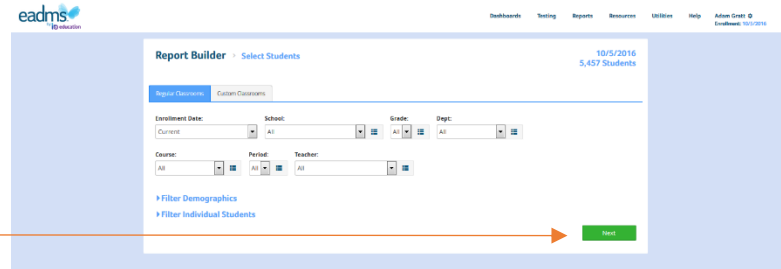 eadms
by IO education
Dashboards Testing Reports Resources Utilities Help Adam Gratt
Enrollment: 10/5/2016
Report Builder › Select Students
10/5/2016
5,457 Students
Regular Classrooms Custom Classrooms
Enrollment Date: School: Grade: Dept:
Current All All All
Course: Period: Teacher:
All All All
Filter Demographics
Filter Individual Students
Next